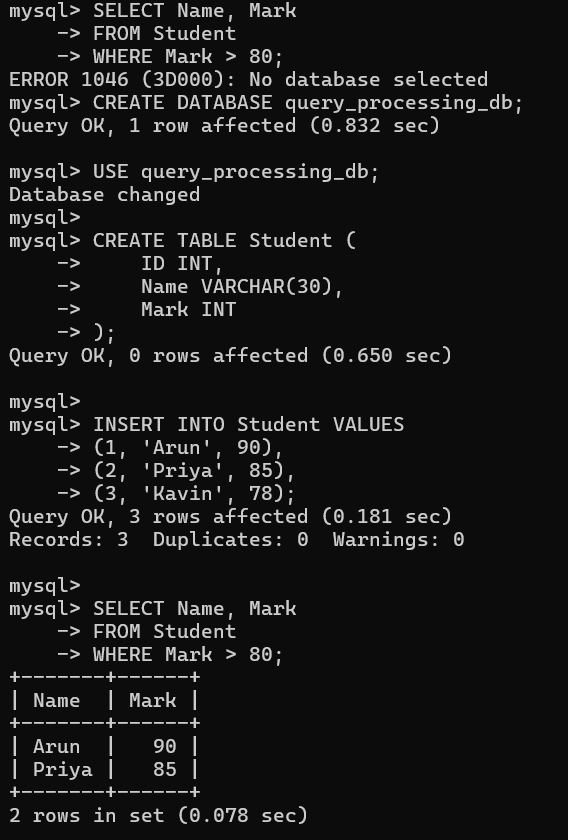 mysql> SELECT Name, Mark
    -> FROM Student
    -> WHERE Mark > 80;
ERROR 1046 (3D000): No database selected
mysql> CREATE DATABASE query_processing_db;
Query OK, 1 row affected (0.832 sec)

mysql> USE query_processing_db;
Database changed
mysql>
mysql> CREATE TABLE Student (
    ->     ID INT,
    ->     Name VARCHAR(30),
    ->     Mark INT
    -> );
Query OK, 0 rows affected (0.650 sec)

mysql>
mysql> INSERT INTO Student VALUES
    -> (1, 'Arun', 90),
    -> (2, 'Priya', 85),
    -> (3, 'Kavin', 78);
Query OK, 3 rows affected (0.181 sec)
Records: 3  Duplicates: 0  Warnings: 0

mysql>
mysql> SELECT Name, Mark
    -> FROM Student
    -> WHERE Mark > 80;
+-------+------+
| Name  | Mark |
+-------+------+
| Arun  |   90 |
| Priya |   85 |
+-------+------+
2 rows in set (0.078 sec)